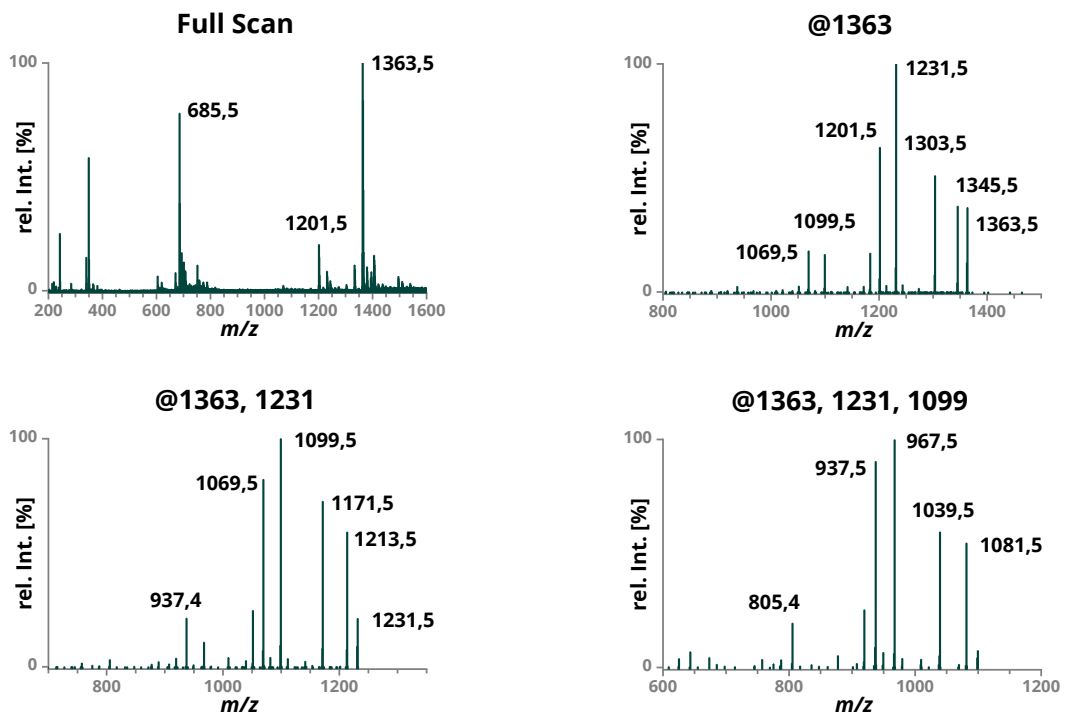 Full Scan
100
1363,5
685,5
1201,5
rel. Int. [%]
0
200 400 600 800 1000 1200 1400 1600
m/z
@1363
100
1231,5
1201,5
1303,5
1345,5
1099,5
1363,5
1069,5
rel. Int. [%]
0
800 1000 1200 1400
m/z
@1363, 1231
100
1099,5
1069,5
1171,5
1213,5
937,4
1231,5
rel. Int. [%]
0
800 1000 1200
m/z
@1363, 1231, 1099
100
967,5
937,5
1039,5
1081,5
805,4
rel. Int. [%]
0
600 800 1000 1200
m/z